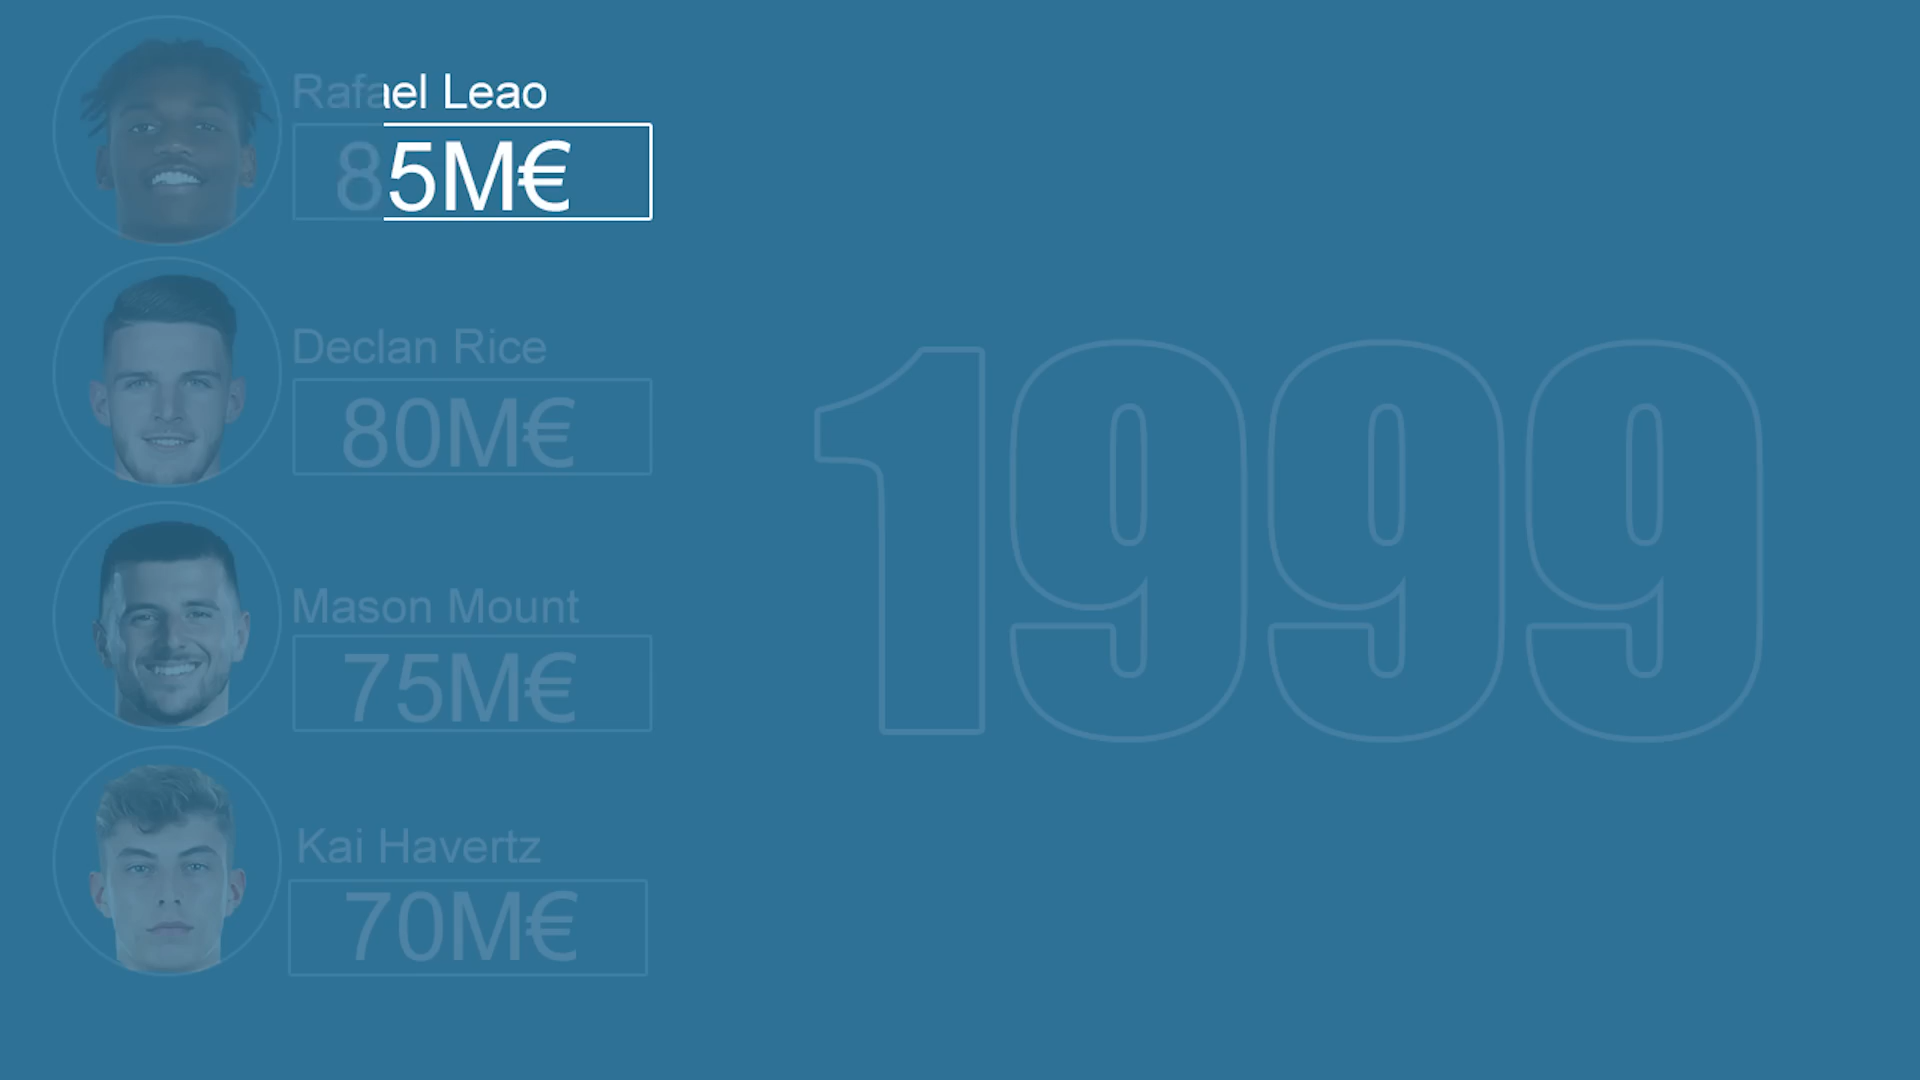 Rafael Leao
85M€
Declan Rice
80M€
1999
Mason Mount
75M€
Kai Havertz
70M€